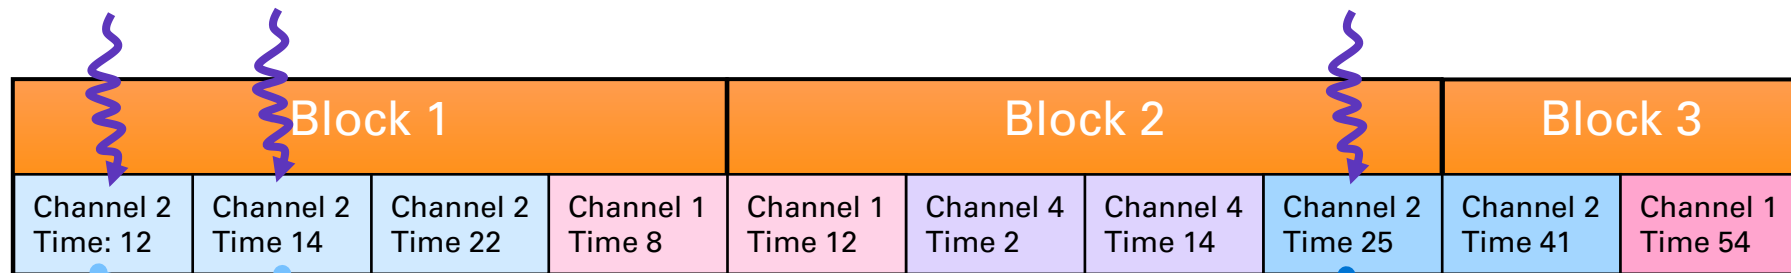 Block 1
Block 2
Block 3
Channel 2
Time: 12
Channel 2
Time 14
Channel 2
Time 22
Channel 1
Time 8
Channel 1
Time 12
Channel 4
Time 2
Channel 4
Time 14
Channel 2
Time 25
Channel 2
Time 41
Channel 1
Time 54